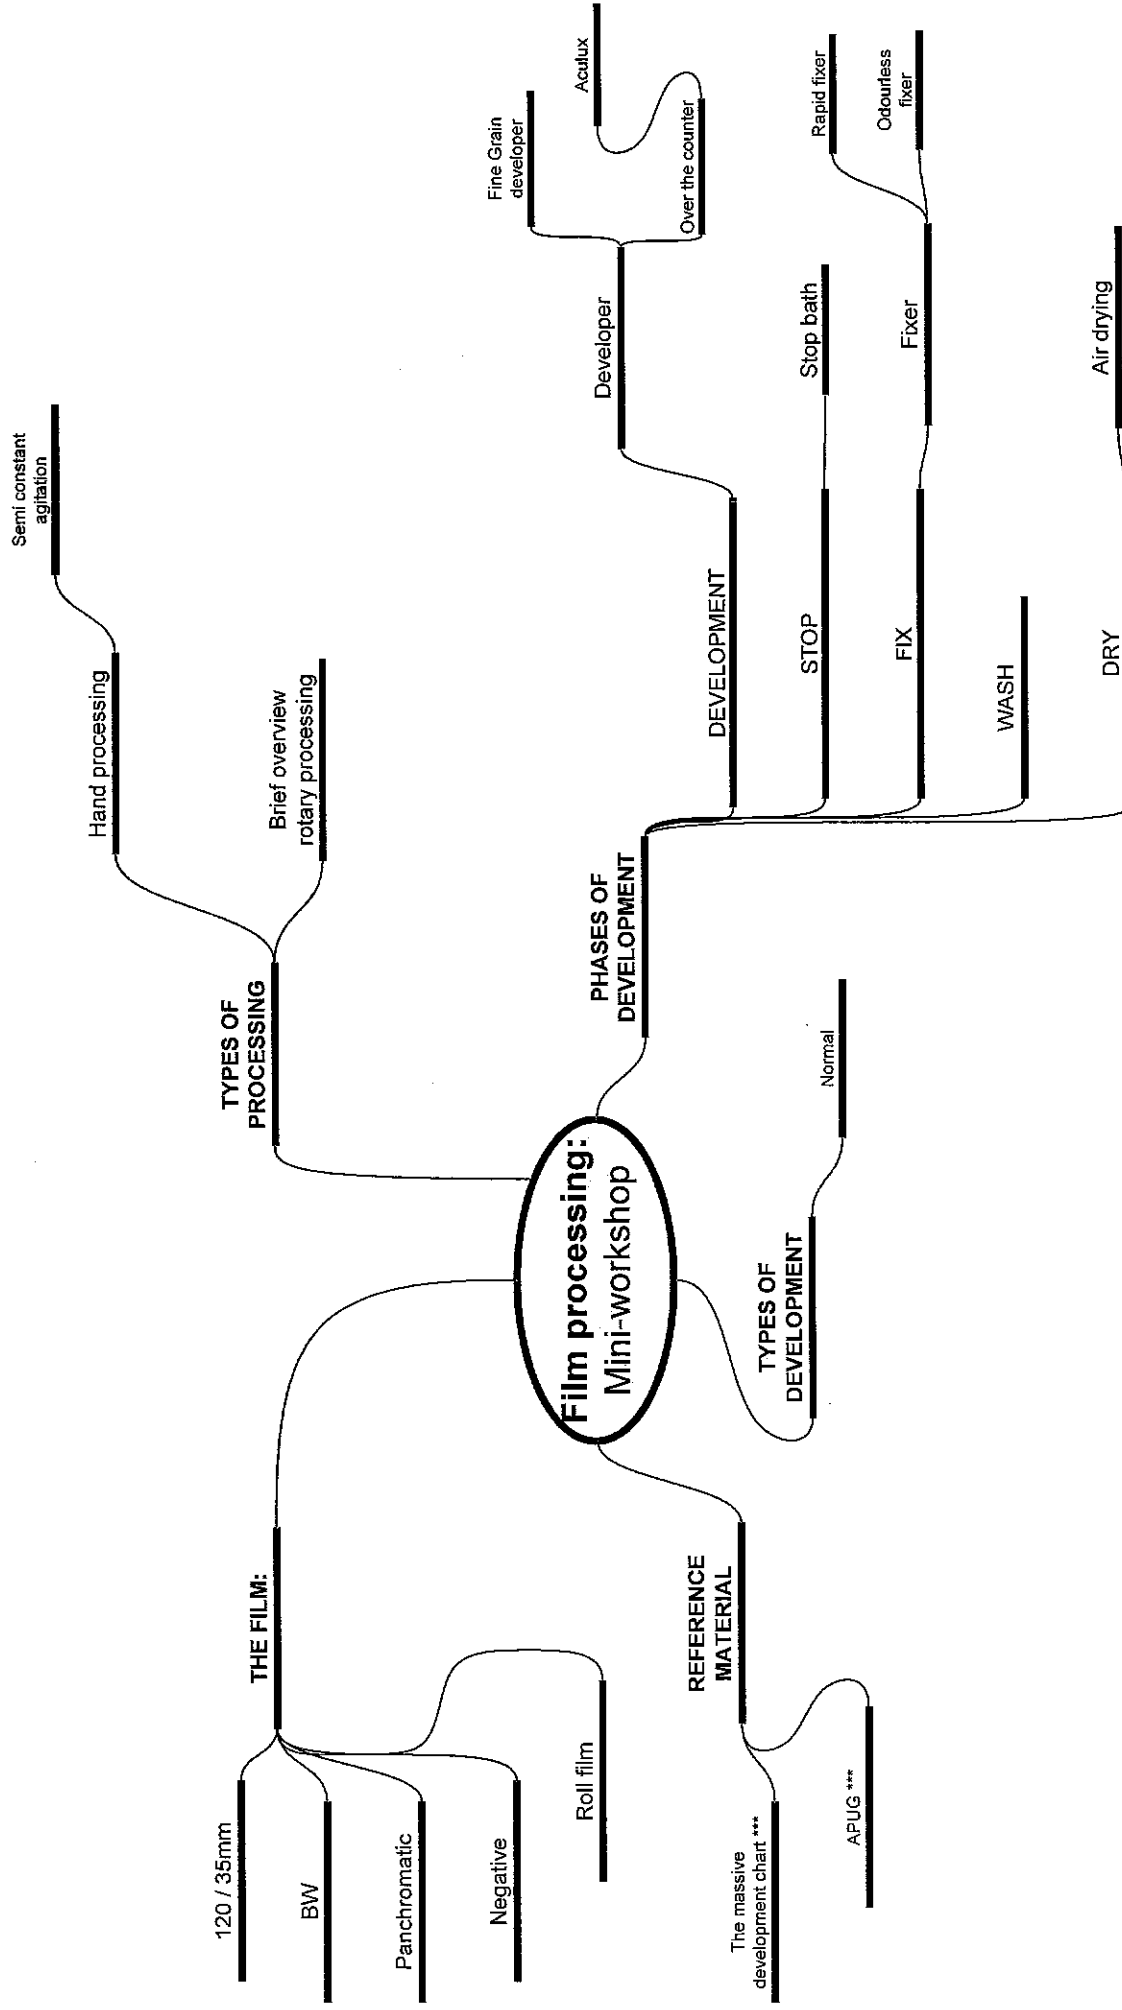 Film processing:
Mini-workshop
THE FILM:
120 / 35mm
BW
Panchromatic
Negative
Roll film
TYPES OF
PROCESSING
Hand processing
Semi constant
agitation
Brief overview
rotary processing
PHASES OF
DEVELOPMENT
DEVELOPMENT
Developer
Fine Grain
developer
Over the counter
Aculux
STOP
Stop bath
FIX
Fixer
Rapid fixer
Odourless
fixer
WASH
DRY
Air drying
TYPES OF
DEVELOPMENT
Normal
REFERENCE
MATERIAL
The massive
development chart ***
APUG ***